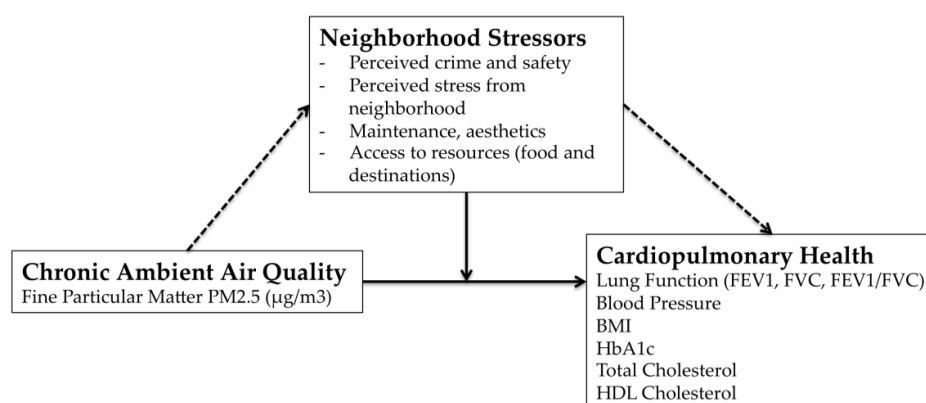 Neighborhood Stressors
- Perceived crime and safety
- Perceived stress from
neighborhood
- Maintenance, aesthetics
- Access to resources (food and
destinations)
Chronic Ambient Air Quality
Fine Particular Matter PM2.5 (µg/m3)
Cardiopulmonary Health
Lung Function (FEV1, FVC, FEV1/FVC)
Blood Pressure
BMI
HbA1c
Total Cholesterol
HDL Cholesterol